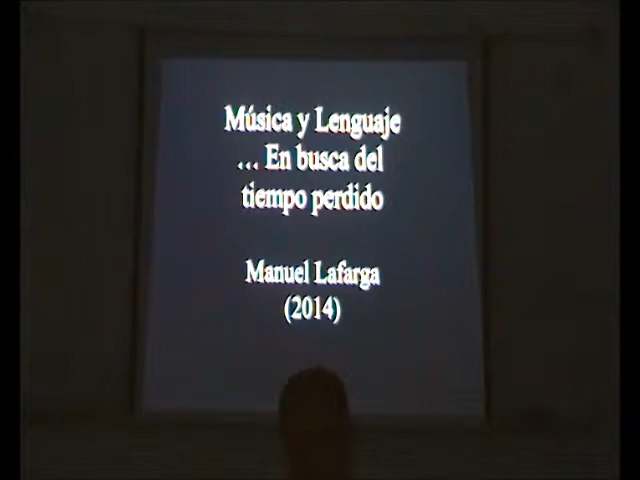 Música y Lenguaje
... En busca del
tiempo perdido
Manuel Lafarga
(2014)